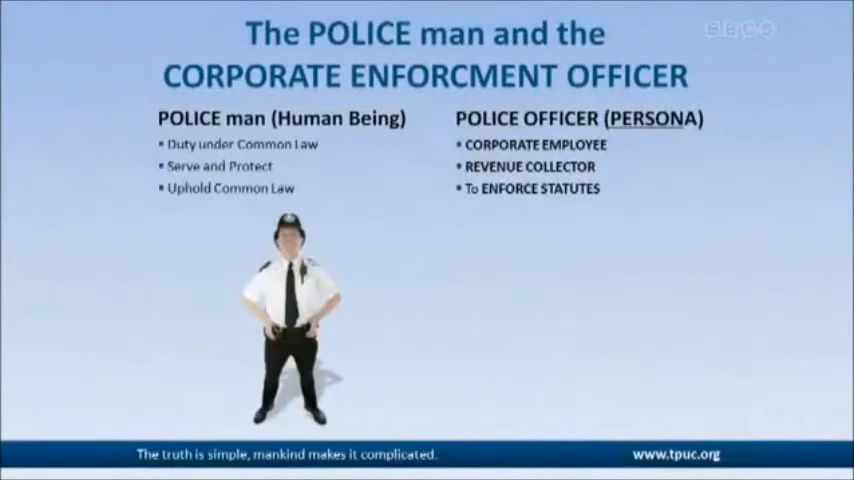 The POLICE man and the
CORPORATE ENFORCMENT OFFICER
POLICE man (Human Being)
▪ Duty under Common Law
▪ Serve and Protect
▪ Uphold Common Law
POLICE OFFICER (PERSONA)
▪ CORPORATE EMPLOYEE
▪ REVENUE COLLECTOR
▪ To ENFORCE STATUTES
The truth is simple, mankind makes it complicated.
www.tpuc.org